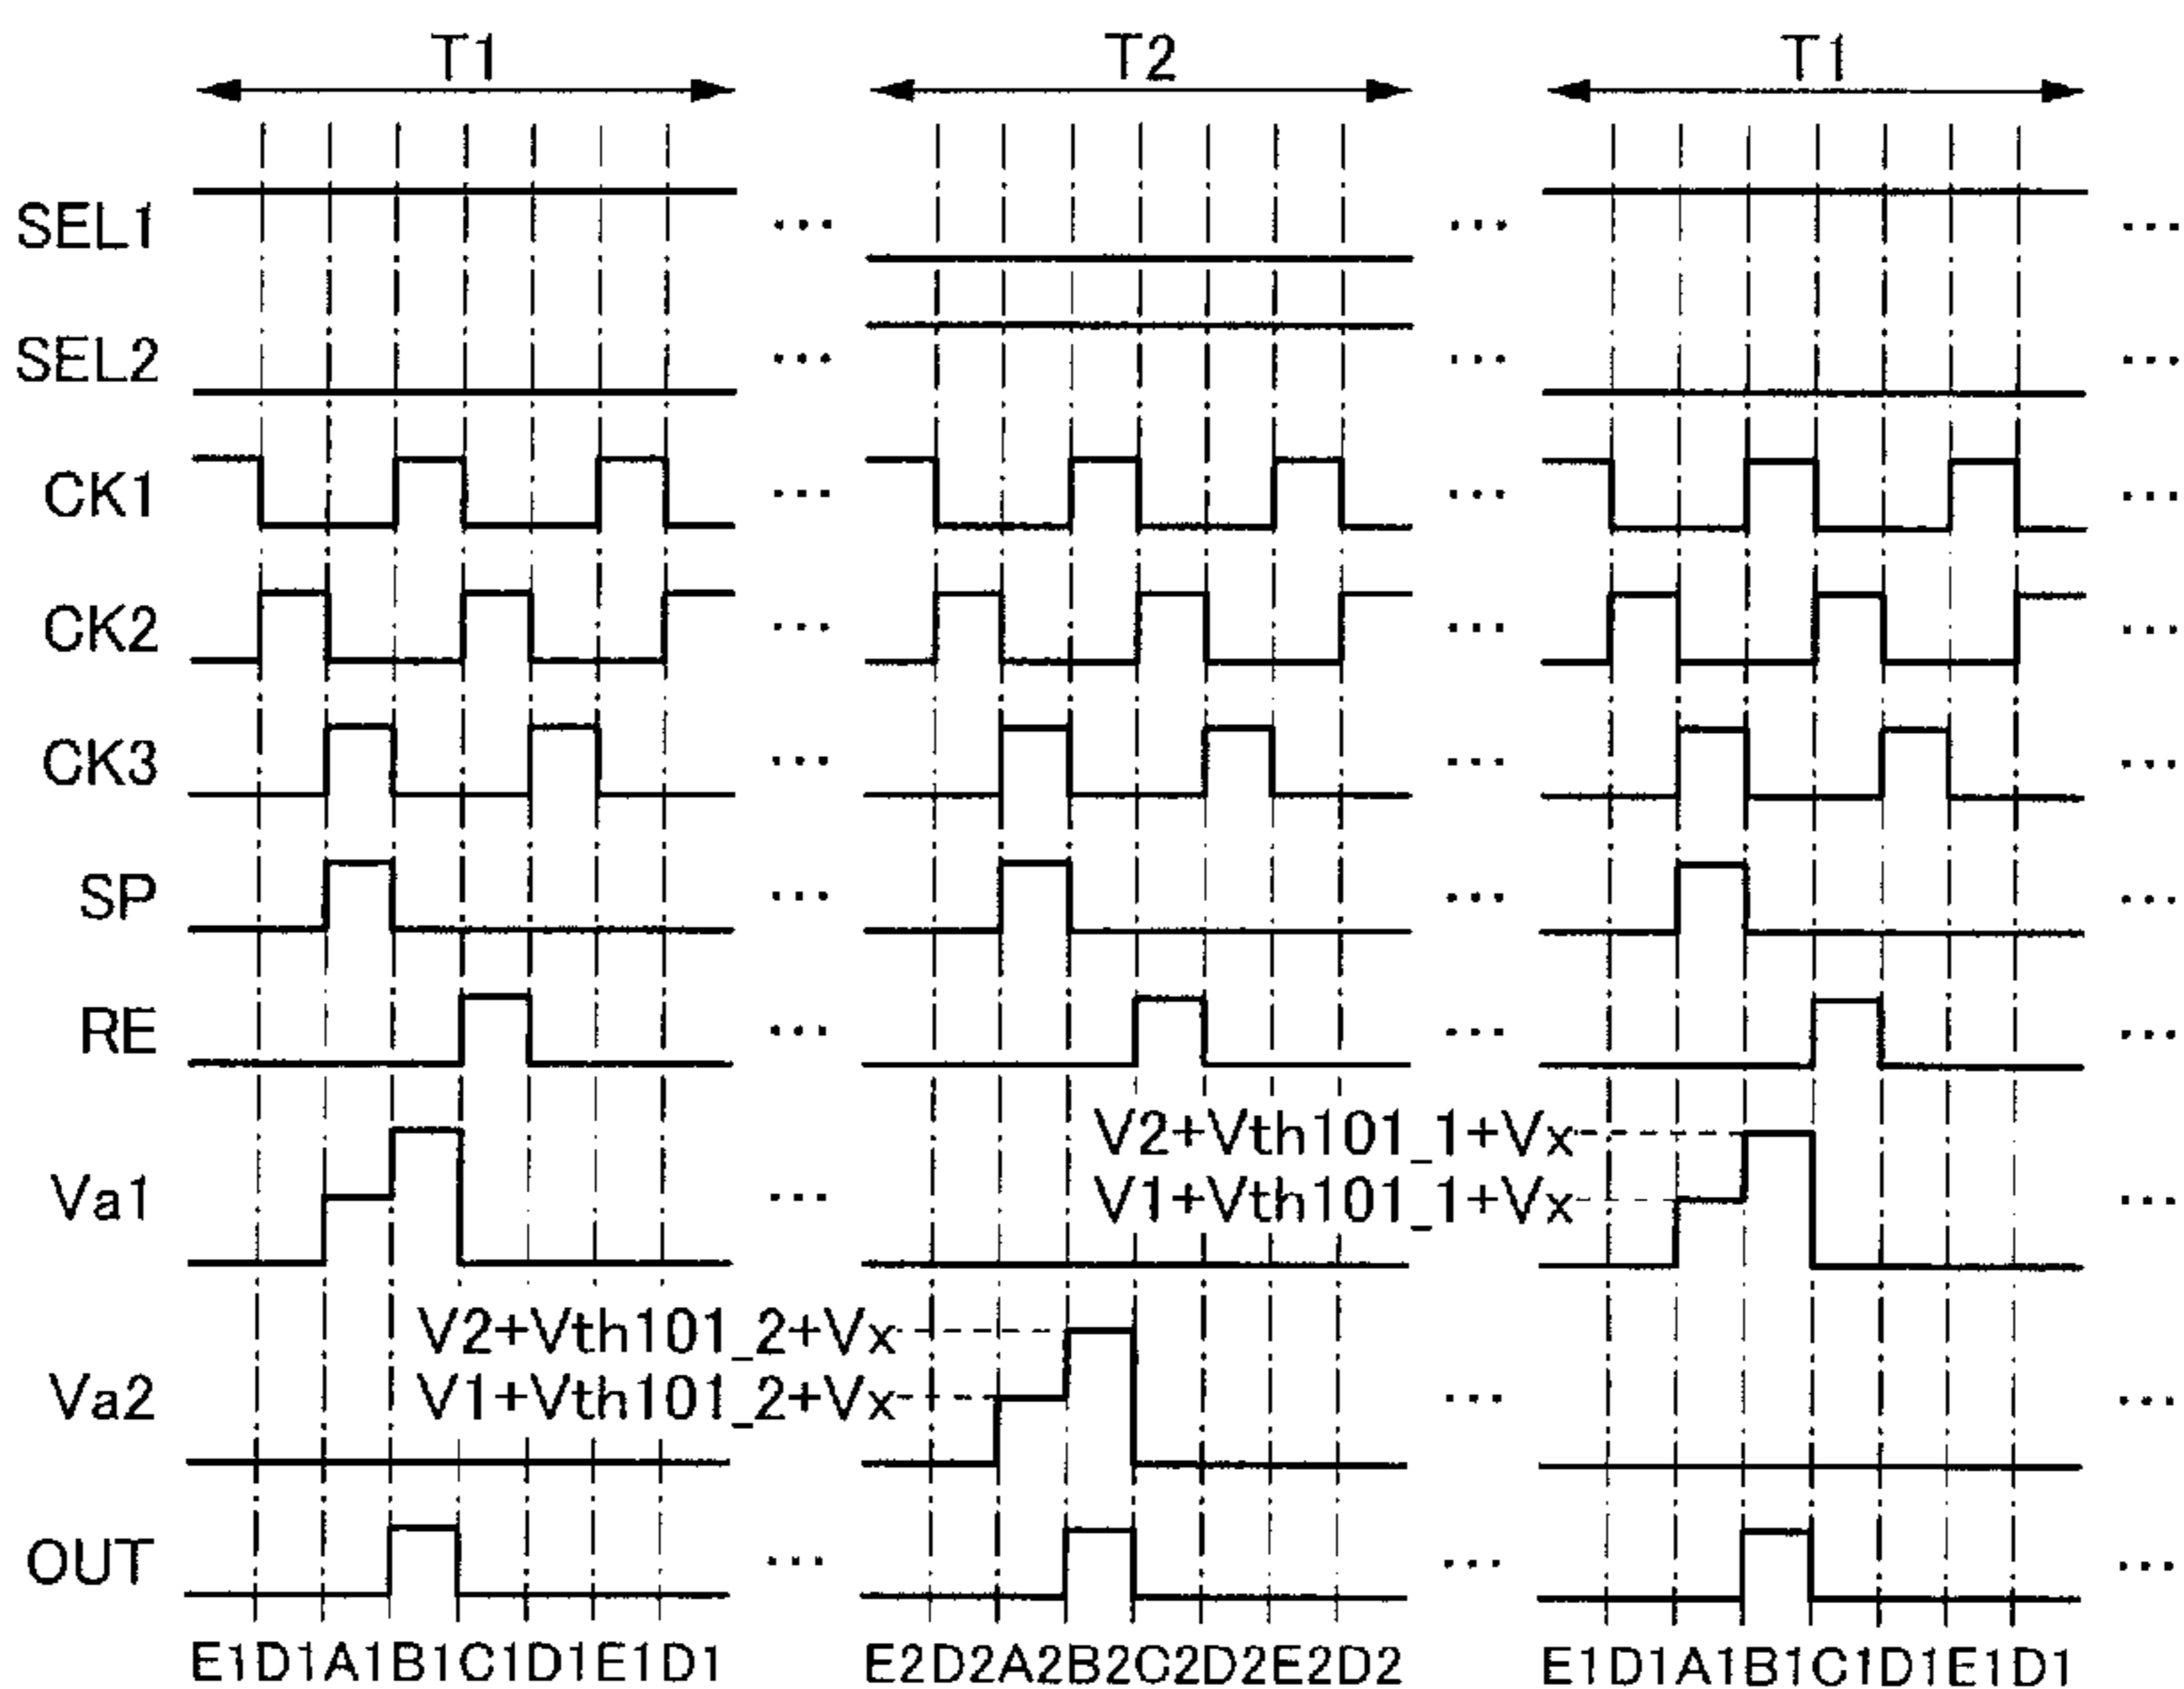 T1 T2 T1
SEL1 ... ... ...
SEL2 ... ... ...
CK1 ... ... ...
CK2 ... ... ...
CK3 ... ... ...
SP ... ... ...
RE ... ... ...
V2+Vth101_1+Vx
Va1 ... V1+Vth101_1+Vx ...
V2+Vth101_2+Vx
Va2 V1+Vth101_2+Vx ... ...
OUT ... ... ...
E1D1A1B1C1D1E1D1 E2D2A2B2C2D2E2D2 E1D1A1B1C1D1E1D1